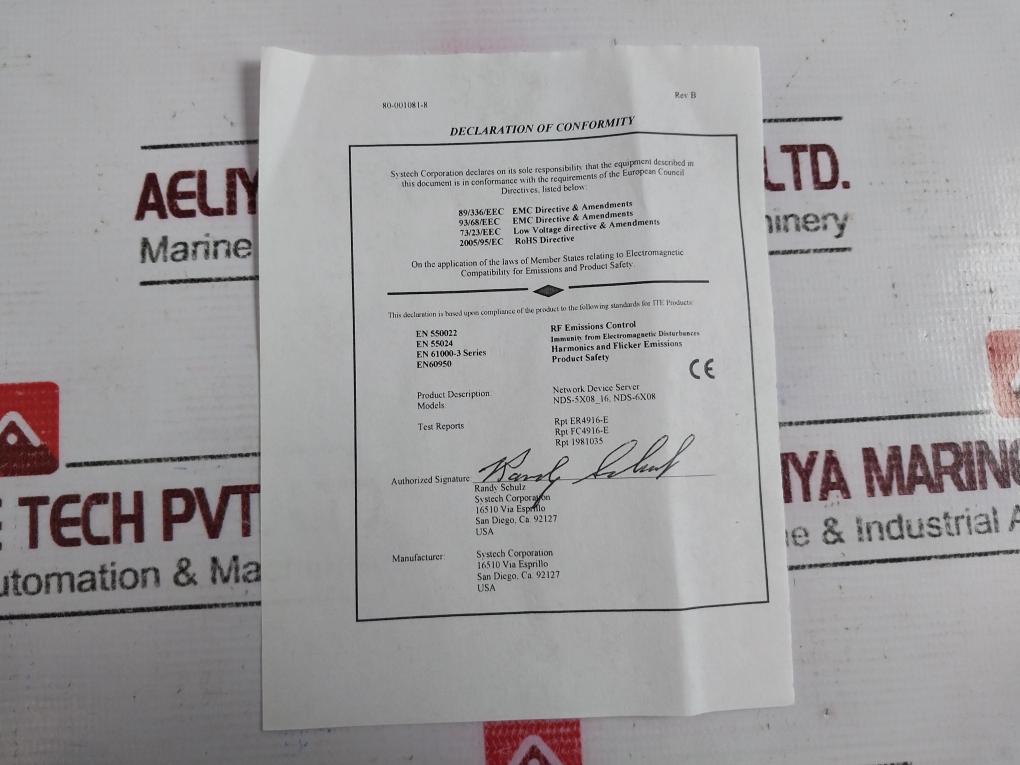 80-001081-8
Rev B
DECLARATION OF CONFORMITY
Systech Corporation declares on its sole responsibility that the equipment described in
this document is in conformance with the requirements of the European Council
Directives, listed below:
89/336/EEC EMC Directive & Amendments
93/68/EEC EMC Directive & Amendments
73/23/EEC Low Voltage directive & Amendments
2005/95/EC RoHS Directive
On the application of the laws of Member States relating to Electromagnetic
Compatibility for Emissions and Product Safety.
This declaration is based upon compliance of the product to the following standards for ITE Products:
EN 550022 RF Emissions Control
EN 55024 Immunity from Electromagnetic Disturbances
EN 61000-3 Series Harmonics and Flicker Emissions
EN60950 Product Safety
CE
Product Description: Network Device Server
Models: NDS-5X08_16, NDS-6X08
Test Reports Rpt ER4916-E
Rpt FC4916-E
Rpt 1981035
Authorized Signature: Randy Schulz
Randy Schulz
Systech Corporation
16510 Via Esprillo
San Diego, Ca. 92127
USA
Manufacturer: Systech Corporation
16510 Via Esprillo
San Diego, Ca. 92127
USA
AELIY
LTD.
Marine
hinery
E TECH PVT
utomation & Ma
IYA MARINE
ne & Industrial A